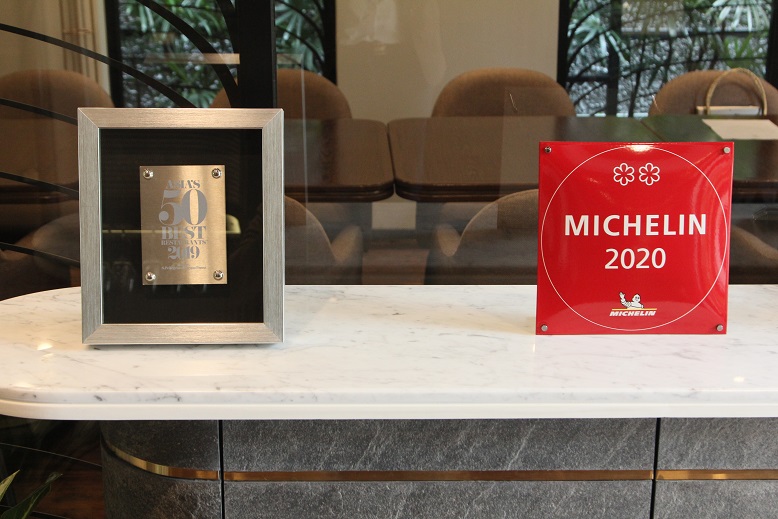 ASIA'S
50
BEST
RESTAURANTS
2019
MICHELIN
2020
MICHELIN